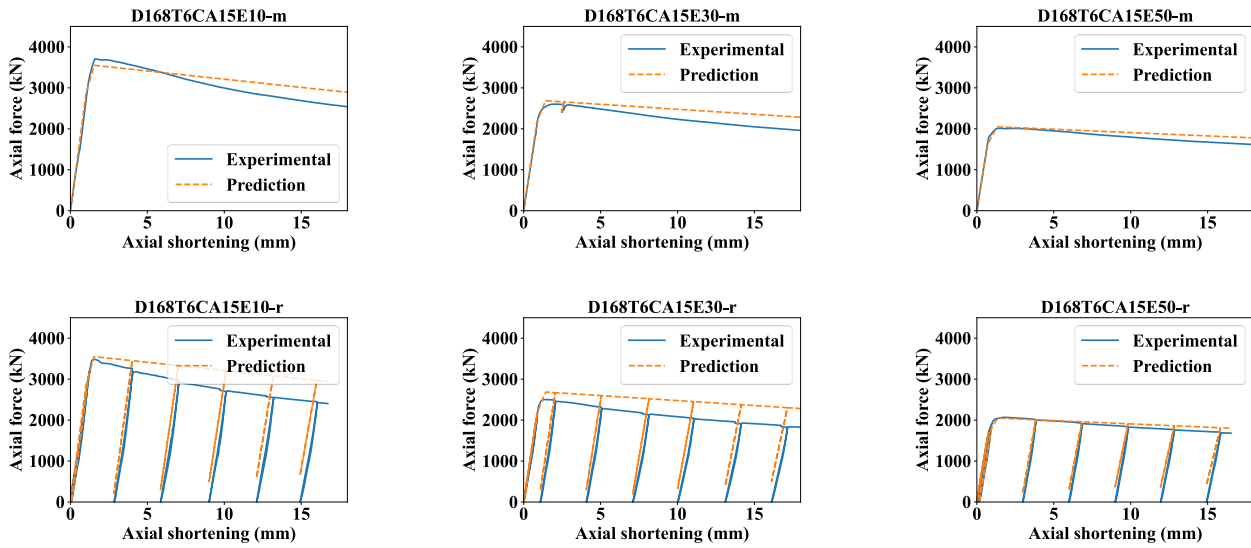 D168T6CA15E10-m
4000
3000
2000
1000
0
Axial force (kN)
Experimental
Prediction
0 5 10 15
Axial shortening (mm)
D168T6CA15E30-m
4000
3000
2000
1000
0
Axial force (kN)
Experimental
Prediction
0 5 10 15
Axial shortening (mm)
D168T6CA15E50-m
4000
3000
2000
1000
0
Axial force (kN)
Experimental
Prediction
0 5 10 15
Axial shortening (mm)
D168T6CA15E10-r
4000
3000
2000
1000
0
Axial force (kN)
Experimental
Prediction
0 5 10 15
Axial shortening (mm)
D168T6CA15E30-r
4000
3000
2000
1000
0
Axial force (kN)
Experimental
Prediction
0 5 10 15
Axial shortening (mm)
D168T6CA15E50-r
4000
3000
2000
1000
0
Axial force (kN)
Experimental
Prediction
0 5 10 15
Axial shortening (mm)